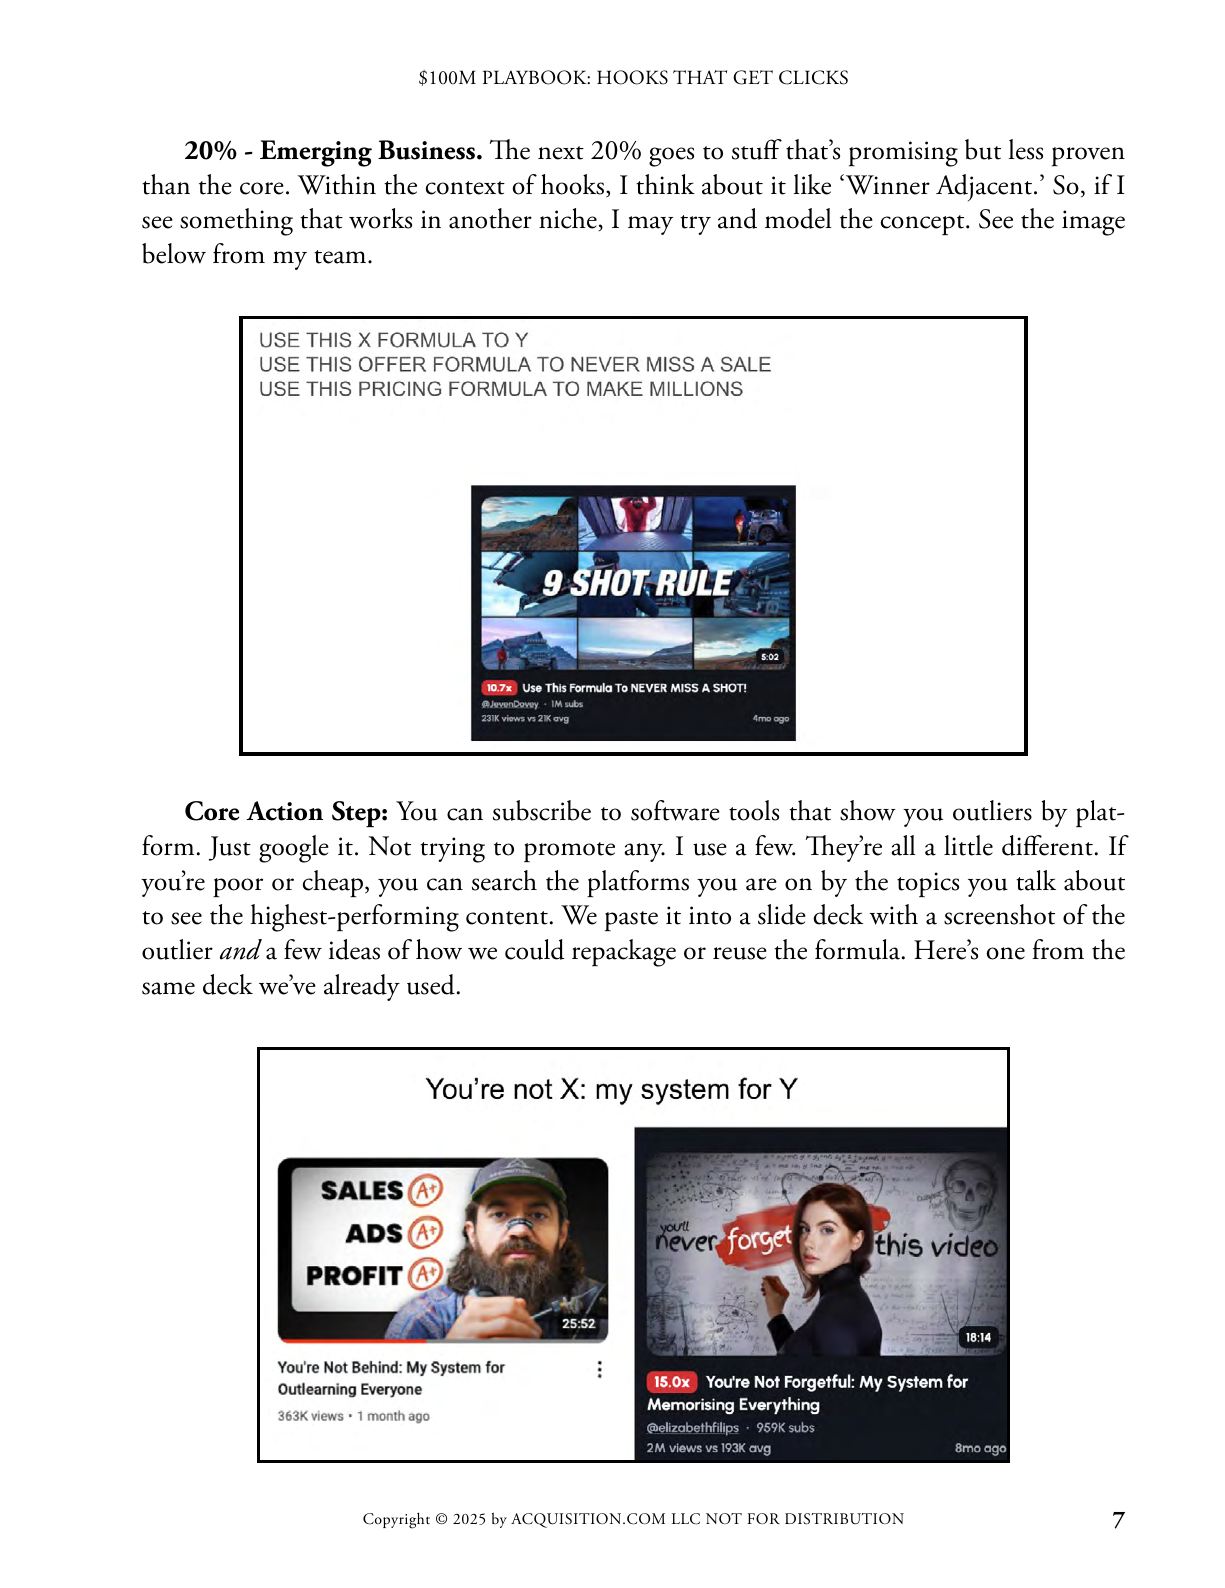 $100M PLAYBOOK: HOOKS THAT GET CLICKS
20% - Emerging Business. The next 20% goes to stuff that’s promising but less proven
than the core. Within the context of hooks, I think about it like ‘Winner Adjacent.’ So, if I
see something that works in another niche, I may try and model the concept. See the image
below from my team.
USE THIS X FORMULA TO Y
USE THIS OFFER FORMULA TO NEVER MISS A SALE
USE THIS PRICING FORMULA TO MAKE MILLIONS
9 SHOT RULE
5:02
10.7x Use This Formula To NEVER MISS A SHOT!
@JevenDovey · 1M subs
231K views vs 21K avg 4mo ago
Core Action Step: You can subscribe to software tools that show you outliers by plat-
form. Just google it. Not trying to promote any. I use a few. They’re all a little different. If
you’re poor or cheap, you can search the platforms you are on by the topics you talk about
to see the highest-performing content. We paste it into a slide deck with a screenshot of the
outlier and a few ideas of how we could repackage or reuse the formula. Here’s one from the
same deck we’ve already used.
You’re not X: my system for Y
SALES A+
ADS A+
PROFIT A+
25:52
You're Not Behind: My System for
Outlearning Everyone
363K views • 1 month ago
you'll
never forget this video
18:14
15.0x You're Not Forgetful: My System for
Memorising Everything
@elizabethfilips · 959K subs
2M views vs 193K avg 8mo ago
Copyright © 2025 by ACQUISITION.COM LLC NOT FOR DISTRIBUTION
7